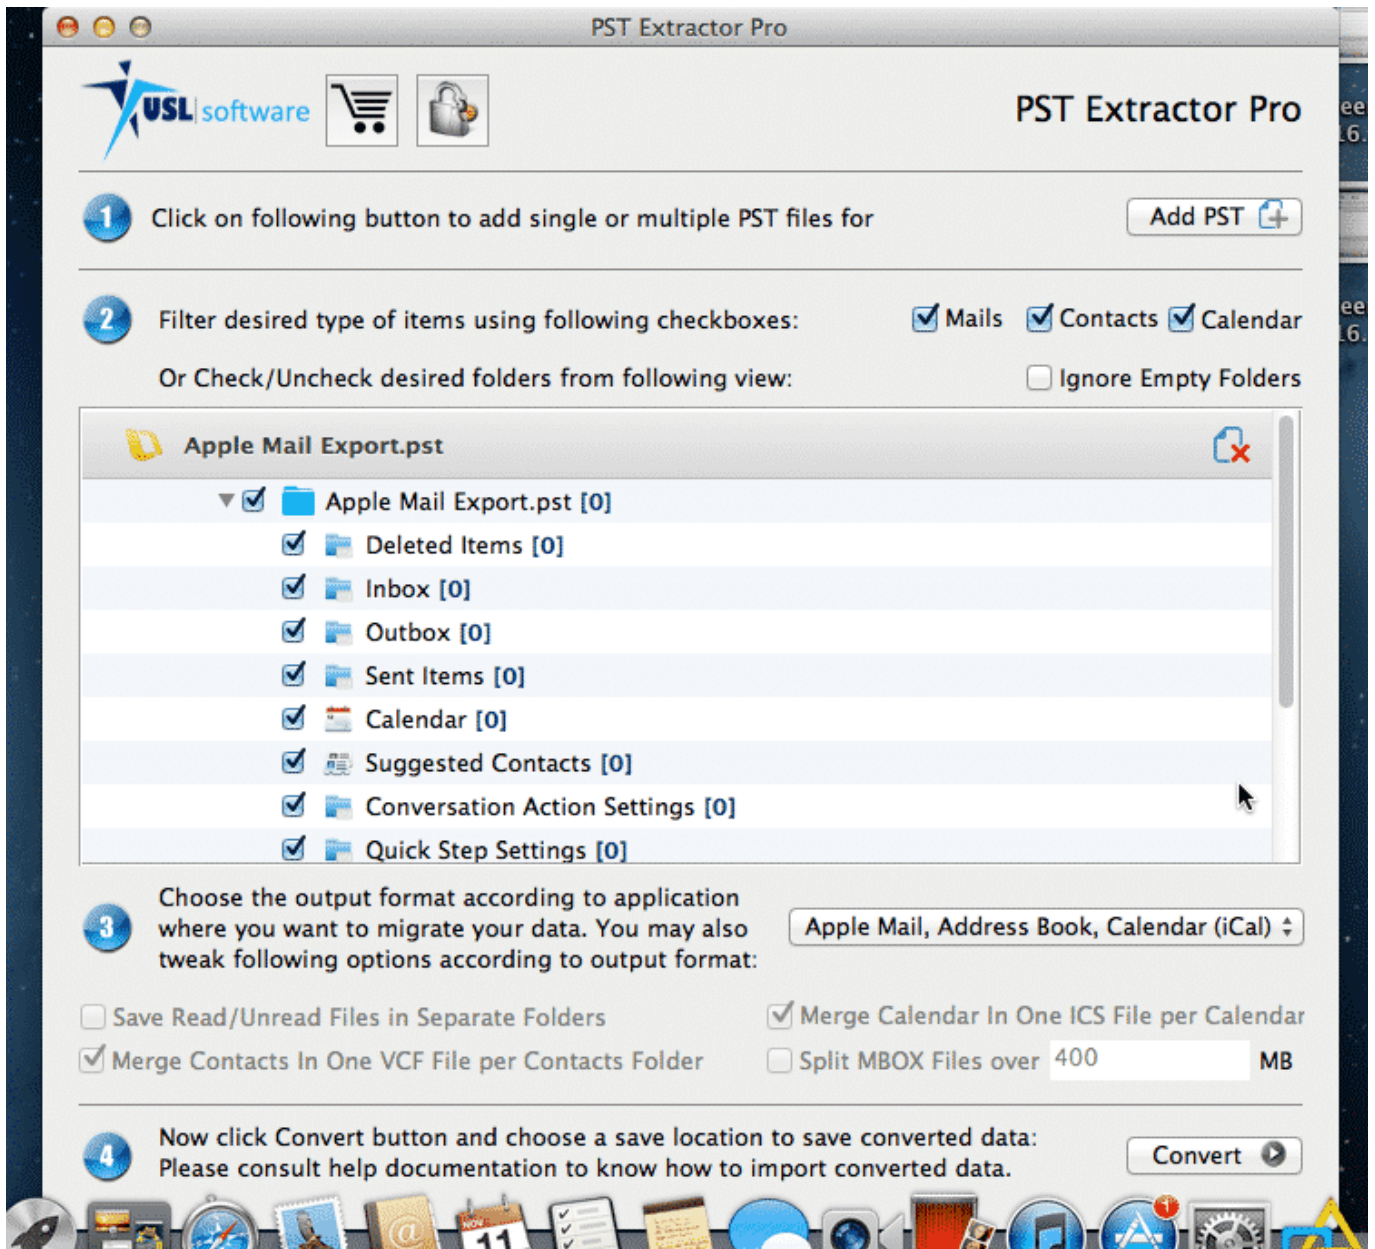 PST Extractor Pro
USL software
PST Extractor Pro
1 Click on following button to add single or multiple PST files for Add PST
2 Filter desired type of items using following checkboxes: Mails Contacts Calendar
Or Check/Uncheck desired folders from following view: Ignore Empty Folders
Apple Mail Export.pst
Apple Mail Export.pst [0]
Deleted Items [0]
Inbox [0]
Outbox [0]
Sent Items [0]
Calendar [0]
Suggested Contacts [0]
Conversation Action Settings [0]
Quick Step Settings [0]
3 Choose the output format according to application
where you want to migrate your data. You may also
tweak following options according to output format:
Apple Mail, Address Book, Calendar (iCal)
Save Read/Unread Files in Separate Folders
Merge Calendar In One ICS File per Calendar
Merge Contacts In One VCF File per Contacts Folder
Split MBOX Files over 400 MB
4 Now click Convert button and choose a save location to save converted data:
Please consult help documentation to know how to import converted data.
Convert
NOV
11
1